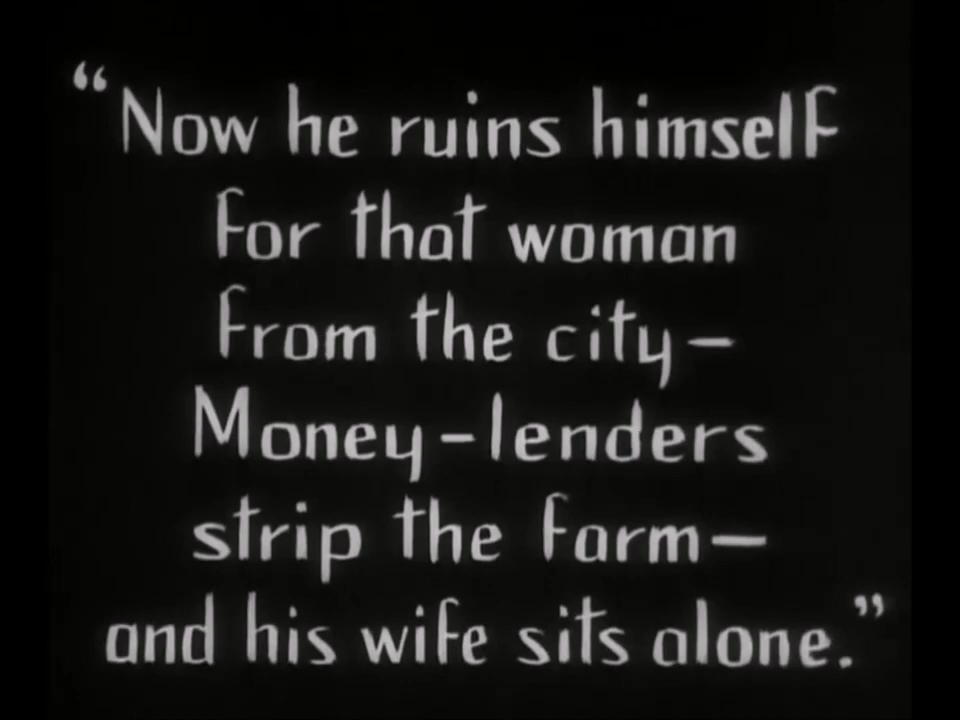 “Now he ruins himself
for that woman
from the city—
Money-lenders
strip the farm—
and his wife sits alone.”